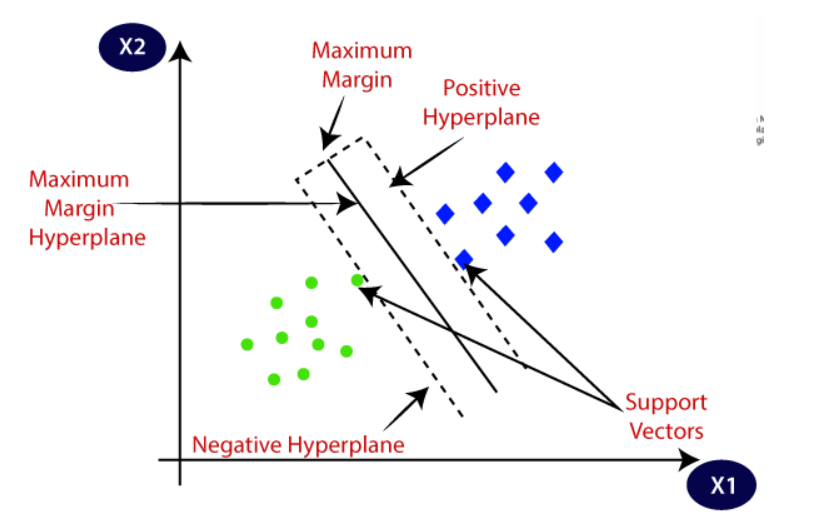 X2
Maximum
Margin
Positive
Hyperplane
Maximum
Margin
Hyperplane
Support
Vectors
Negative Hyperplane
X1